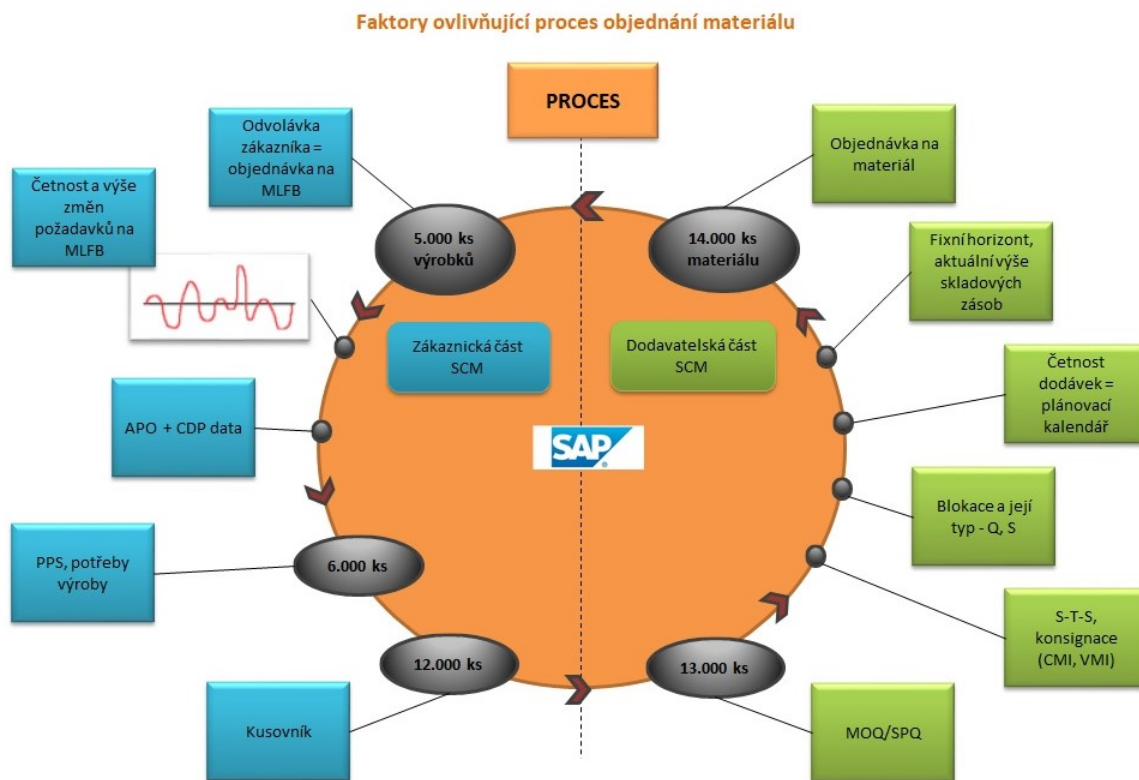 Faktory ovlivňující proces objednání materiálu
PROCES
Odvolávka
zákazníka =
objednávka na
MLFB
Četnost a výše
změn
požadavků na
MLFB
APO + CDP data
PPS, potřeby
výroby
Kusovník
5.000 ks
výrobků
6.000 ks
12.000 ks
Zákaznická část
SCM
Dodavatelská část
SCM
SAP
®
14.000 ks
materiálu
13.000 ks
Objednávka na
materiál
Fixní horizont,
aktuální výše
skladových
zásob
Četnost
dodávek =
plánovací
kalendář
Blokace a její
typ - Q, S
S-T-S,
konsignace
(CMI, VMI)
MOQ/SPQ